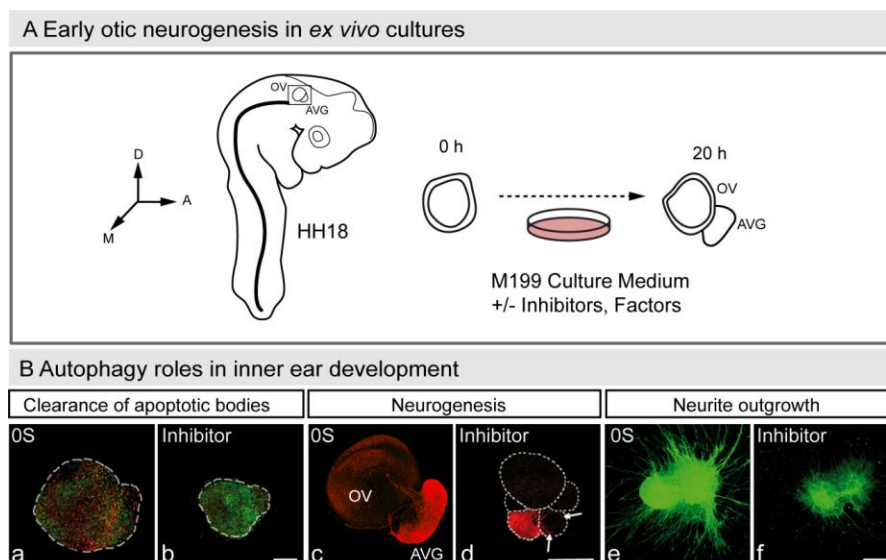 A Early otic neurogenesis in ex vivo cultures
OV
AVG
D
A
M
HH18
0 h
20 h
OV
AVG
M199 Culture Medium
+/- Inhibitors, Factors
B Autophagy roles in inner ear development
Clearance of apoptotic bodies
Neurogenesis
Neurite outgrowth
0S
Inhibitor
0S
Inhibitor
0S
Inhibitor
OV
a
b
c
AVG
d
e
f